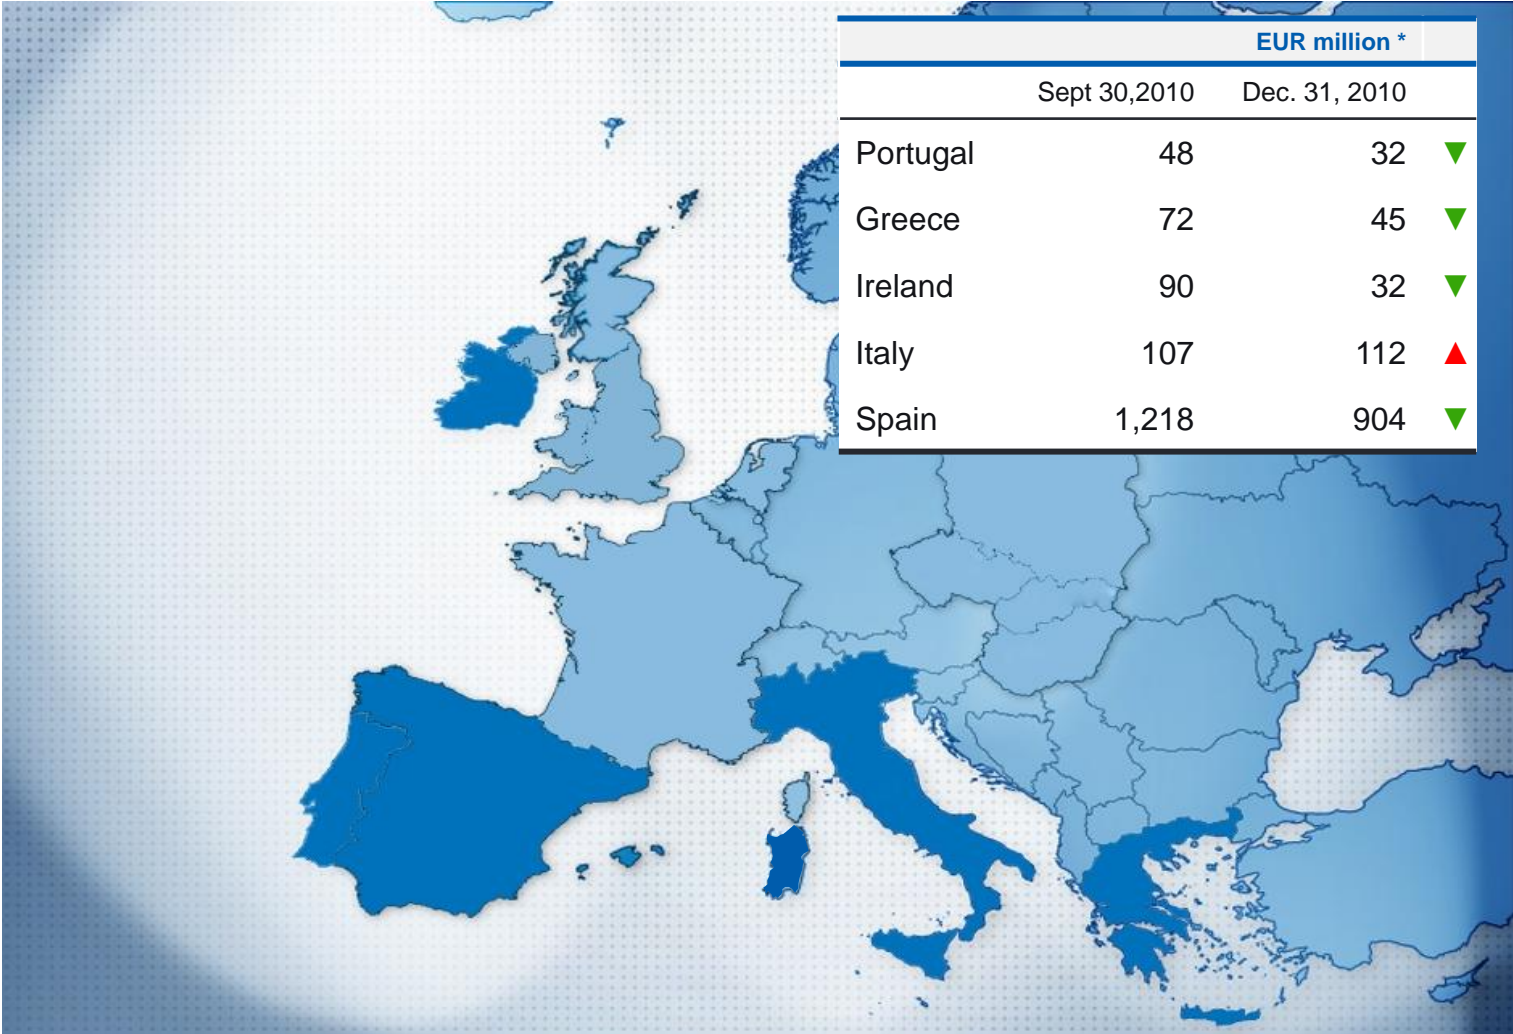 EUR million *
Sept 30,2010 Dec. 31, 2010
Portugal 48 32 ▼
Greece 72 45 ▼
Ireland 90 32 ▼
Italy 107 112 ▲
Spain 1,218 904 ▼